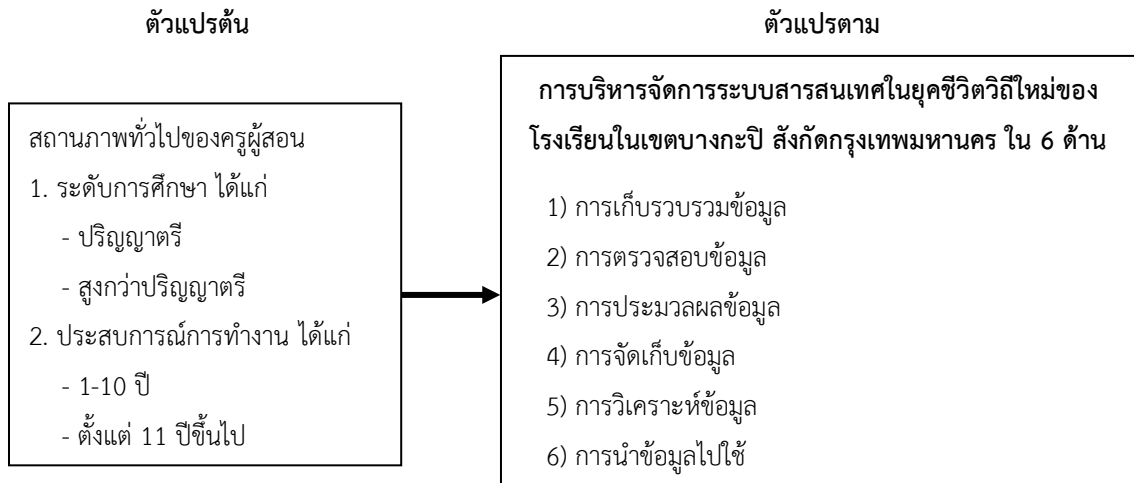 ตัวแปรต้น
สถานภาพทั่วไปของครูผู้สอน
1. ระดับการศึกษา ได้แก่
- ปริญญาตรี
- สูงกว่าปริญญาตรี
2. ประสบการณ์การทำงาน ได้แก่
- 1-10 ปี
- ตั้งแต่ 11 ปีขึ้นไป
ตัวแปรตาม
การบริหารจัดการระบบสารสนเทศในยุคชีวิตวิถีใหม่ของ
โรงเรียนในเขตบางกะปิ สังกัดกรุงเทพมหานคร ใน 6 ด้าน
1) การเก็บรวบรวมข้อมูล
2) การตรวจสอบข้อมูล
3) การประมวลผลข้อมูล
4) การจัดเก็บข้อมูล
5) การวิเคราะห์ข้อมูล
6) การนำข้อมูลไปใช้